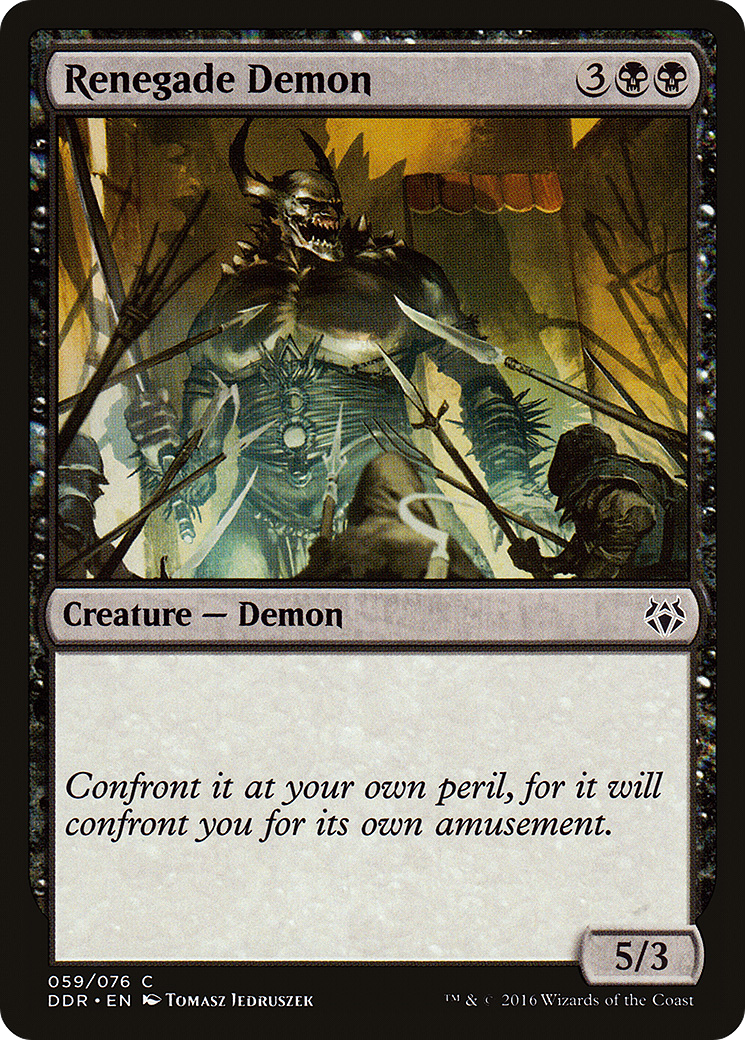 Renegade Demon 3
Creature — Demon
Confront it at your own peril, for it will
confront you for its own amusement.
5/3
059/076 C
DDR • EN Tomasz Jedruszek
™ & © 2016 Wizards of the Coast